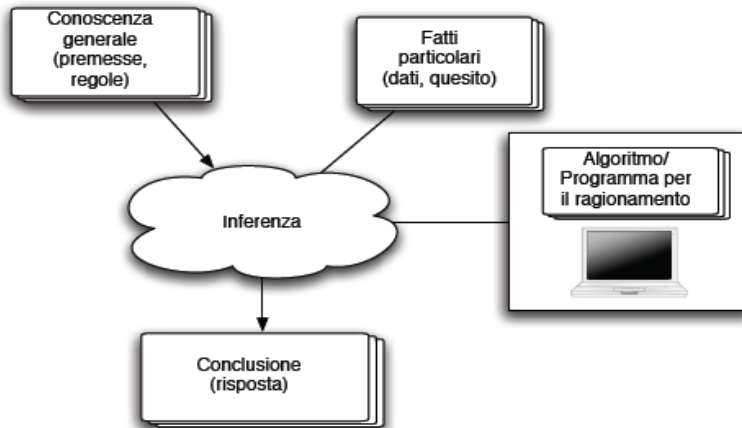 Conoscenza
generale
(premesse,
regole)
Fatti
particolari
(dati, quesito)
Algoritmo/
Programma per
il ragionamento
Inferenza
Conclusione
(risposta)